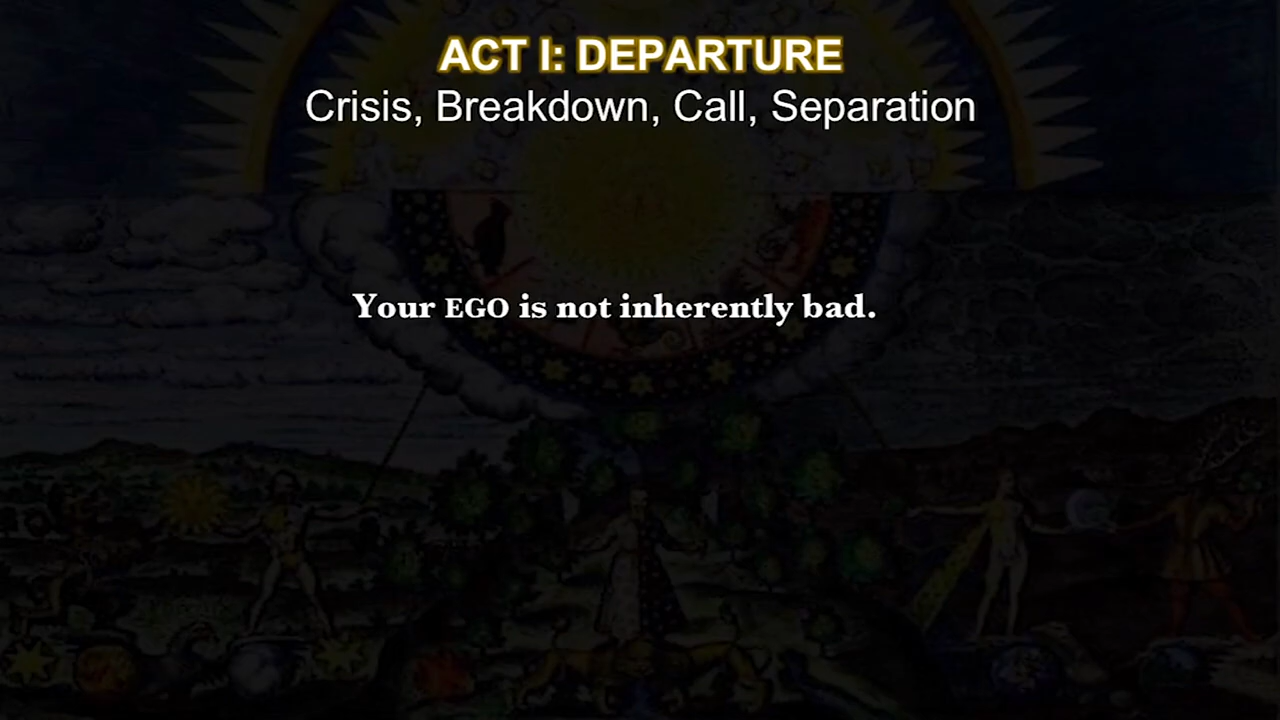 ACT I: DEPARTURE
Crisis, Breakdown, Call, Separation
Your EGO is not inherently bad.